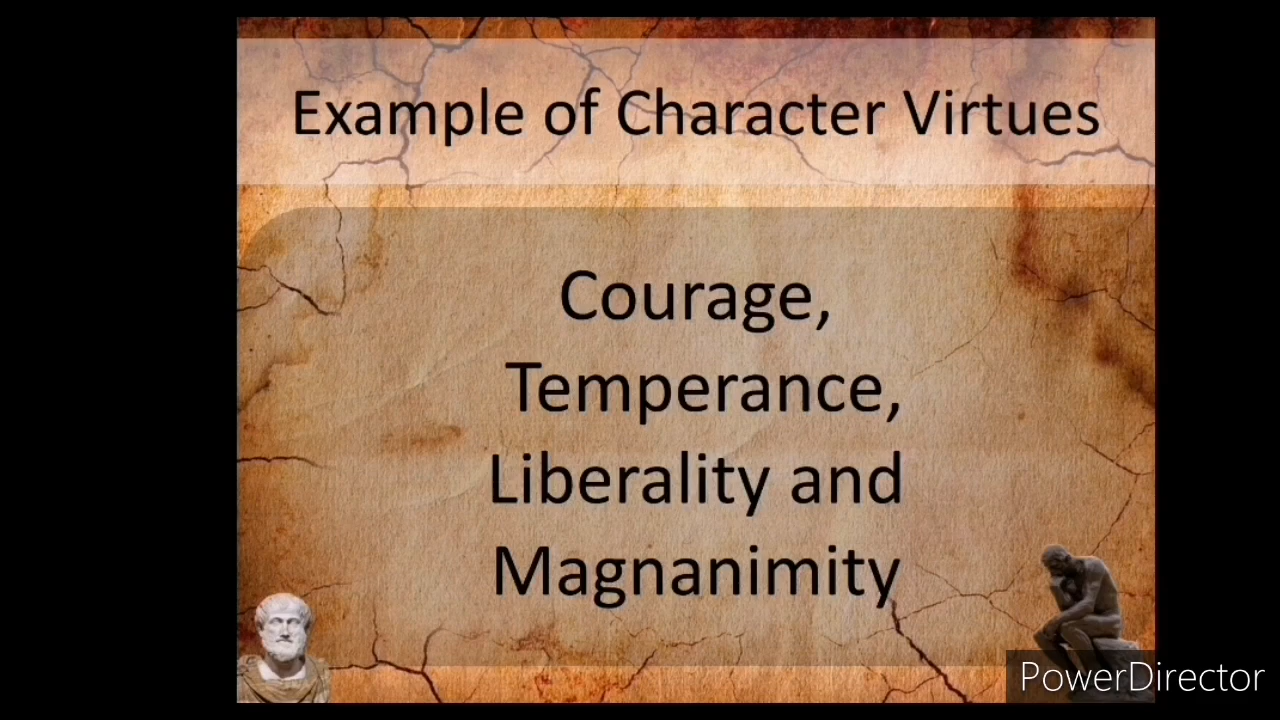 Example of Character Virtues
Courage,
Temperance,
Liberality and
Magnanimity
PowerDirector